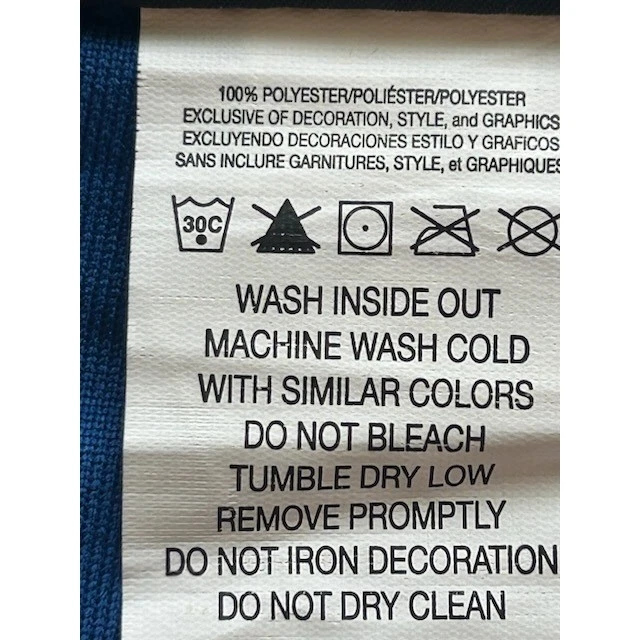 100% POLYESTER/POLIÉSTER/POLYESTER
EXCLUSIVE OF DECORATION, STYLE, and GRAPHICS
EXCLUYENDO DECORACIONES ESTILO Y GRAFICOS
SANS INCLURE GARNITURES, STYLE, et GRAPHIQUES
30C
WASH INSIDE OUT
MACHINE WASH COLD
WITH SIMILAR COLORS
DO NOT BLEACH
TUMBLE DRY LOW
REMOVE PROMPTLY
DO NOT IRON DECORATION
DO NOT DRY CLEAN